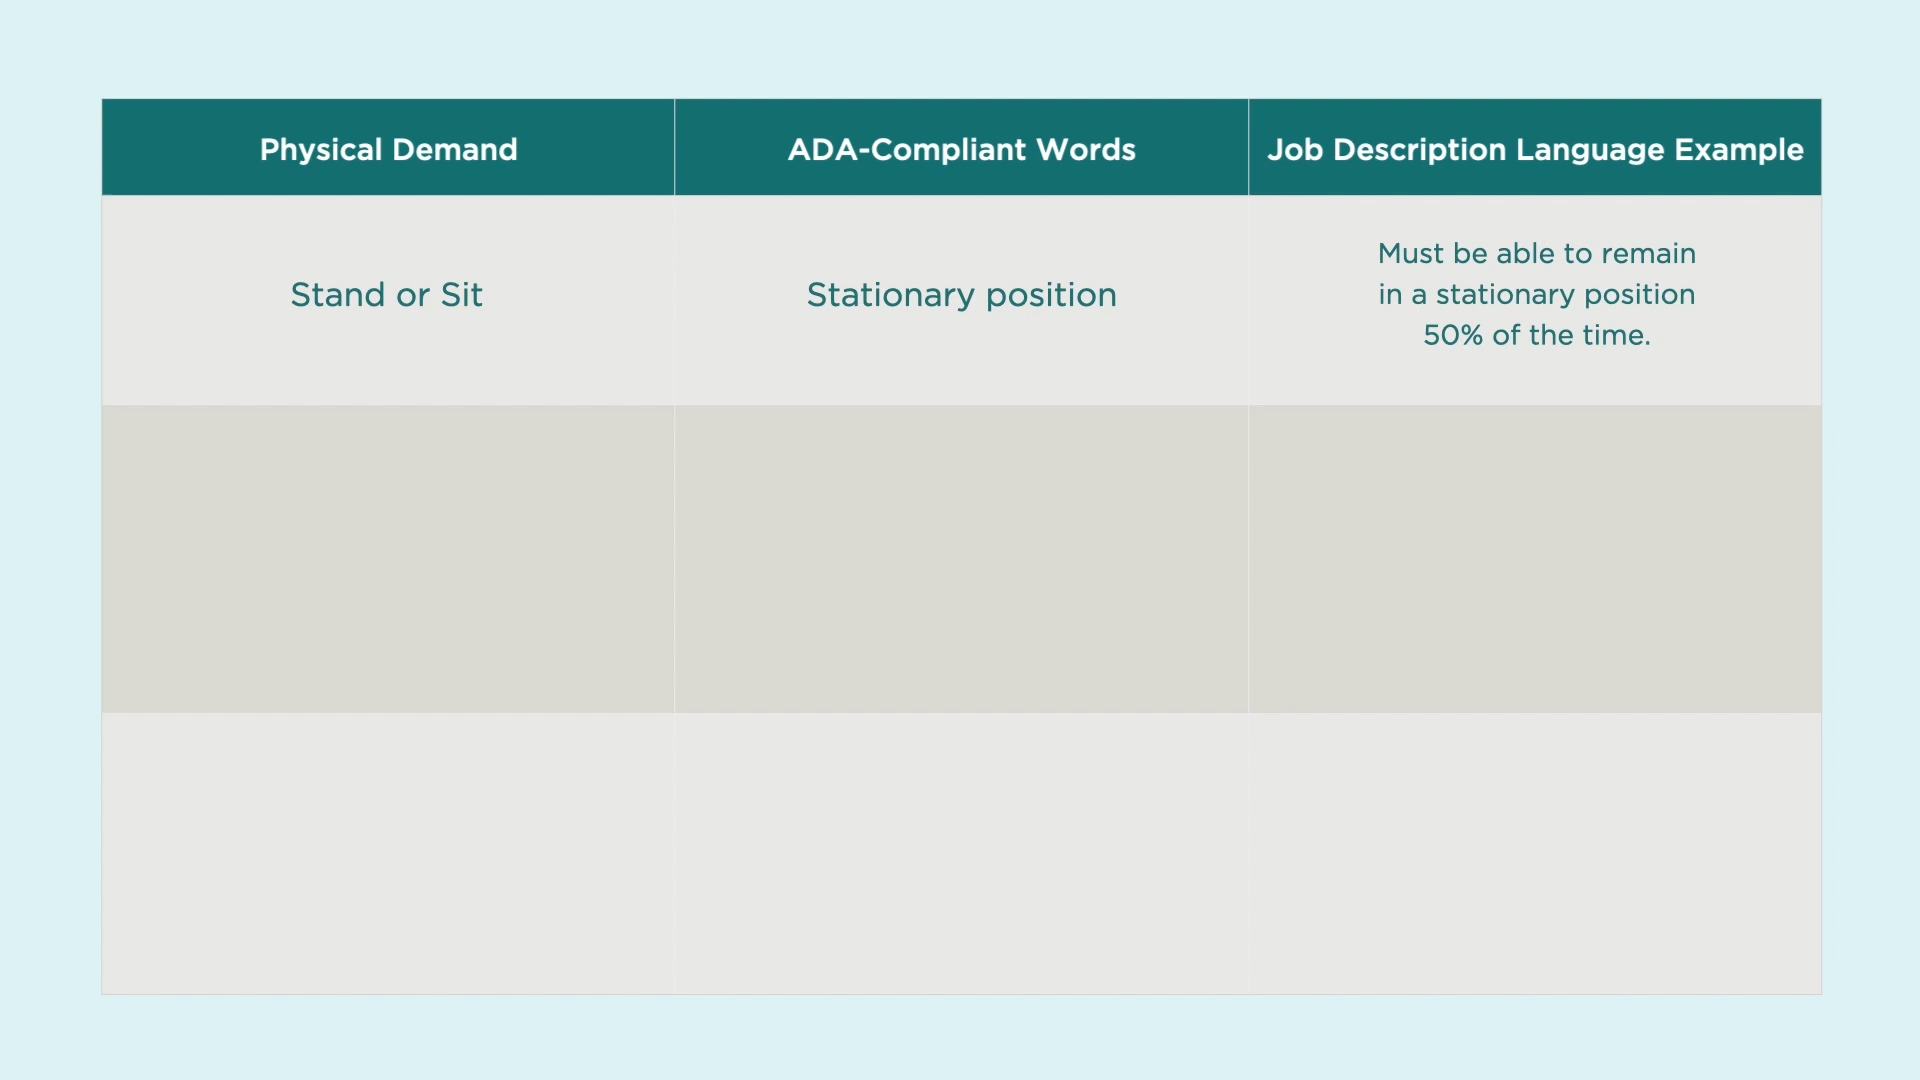 Physical Demand
ADA-Compliant Words
Job Description Language Example
Stand or Sit
Stationary position
Must be able to remain
in a stationary position
50% of the time.